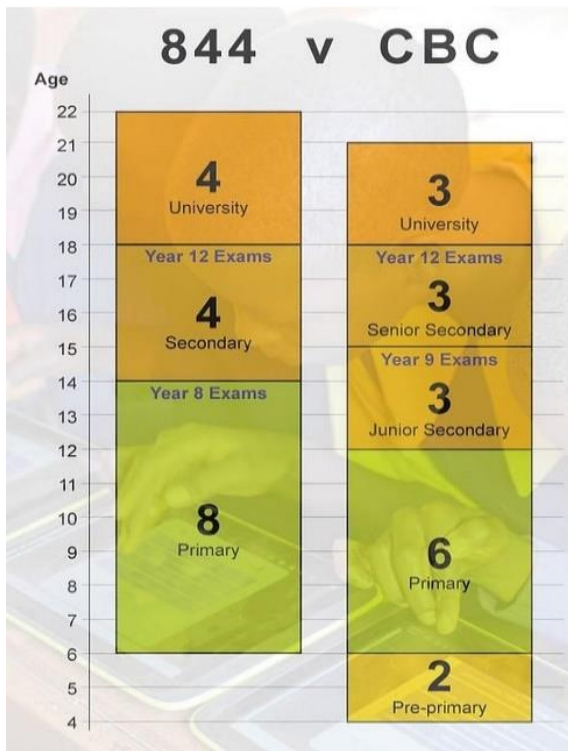 844 v CBC
Age
22
21
20
19
18
17
16
15
14
13
12
11
10
9
8
7
6
5
4
4
University
Year 12 Exams
4
Secondary
Year 8 Exams
8
Primary
3
University
Year 12 Exams
3
Senior Secondary
Year 9 Exams
3
Junior Secondary
6
Primary
2
Pre-primary